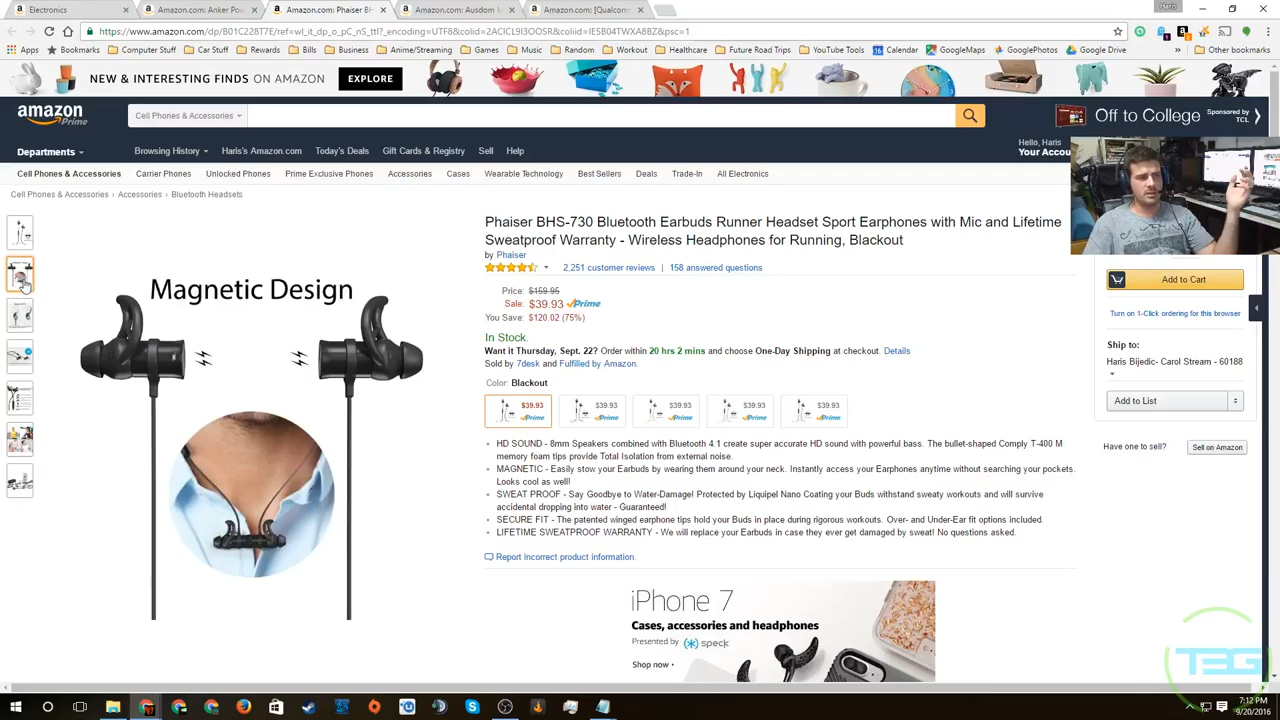 Electronics
Amazon.com: Anker Pow
Amazon.com: Phaiser BH
Amazon.com: Ausdom M
Amazon.com: [Qualcomm
Haris
https://www.amazon.com/dp/B01C228T7E/ref=wl_it_dp_o_pC_nS_ttl?_encoding=UTF8&colid=2ACICL9I3OOSR&coliid=IE5B04TWXA8BZ&psc=1
Apps
Bookmarks
Computer Stuff
Car Stuff
Rewards
Bills
Business
Anime/Streaming
Games
Music
Random
Workout
Healthcare
Future Road Trips
YouTube Tools
Calendar
GoogleMaps
GooglePhotos
Google Drive
Other bookmarks
NEW & INTERESTING FINDS ON AMAZON
EXPLORE
amazon
Prime
Cell Phones & Accessories
Off to College
Sponsored by
TCL
Departments
Browsing History
Haris's Amazon.com
Today's Deals
Gift Cards & Registry
Sell
Help
Hello, Haris
Your Accou
Cell Phones & Accessories
Carrier Phones
Unlocked Phones
Prime Exclusive Phones
Accessories
Cases
Wearable Technology
Best Sellers
Deals
Trade-In
All Electronics
Cell Phones & Accessories › Accessories › Bluetooth Headsets
Magnetic Design
Phaiser BHS-730 Bluetooth Earbuds Runner Headset Sport Earphones with Mic and Lifetime
Sweatproof Warranty - Wireless Headphones for Running, Blackout
by Phaiser
2,251 customer reviews | 158 answered questions
Price: $159.95
Sale: $39.93 Prime
You Save: $120.02 (75%)
In Stock.
Want it Thursday, Sept. 22? Order within 20 hrs 2 mins and choose One-Day Shipping at checkout. Details
Sold by 7desk and Fulfilled by Amazon.
Color: Blackout
$39.93 Prime
$39.93 Prime
$39.93 Prime
$39.93 Prime
$39.93 Prime
HD SOUND - 8mm Speakers combined with Bluetooth 4.1 create super accurate HD sound with powerful bass. The bullet-shaped Comply T-400 M
memory foam tips provide Total Isolation from external noise.
MAGNETIC - Easily stow your Earbuds by wearing them around your neck. Instantly access your Earphones anytime without searching your pockets.
Looks cool as well!
SWEAT PROOF - Say Goodbye to Water-Damage! Protected by Liquipel Nano Coating your Buds withstand sweaty workouts and will survive
accidental dropping into water - Guaranteed!
SECURE FIT - The patented winged earphone tips hold your Buds in place during rigorous workouts. Over- and Under-Ear fit options included.
LIFETIME SWEATPROOF WARRANTY - We will replace your Earbuds in case they ever get damaged by sweat! No questions asked.
Report incorrect product information.
Add to Cart
Turn on 1-Click ordering for this browser
Ship to:
Haris Bijedic- Carol Stream - 60188
Add to List
Have one to sell?
Sell on Amazon
iPhone 7
Cases, accessories and headphones
Presented by speck
Shop now
TBG
7:12 PM
9/20/2016